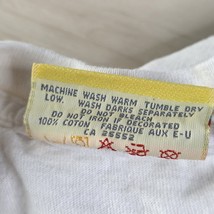 MACHINE WASH WARM TUMBLE DRY
LOW. WASH DARKS SEPARATELY
DO NOT BLEACH
DO NOT IRON IF DECORATED
100% COTON FABRIQUE AUX E-U
CA 25552